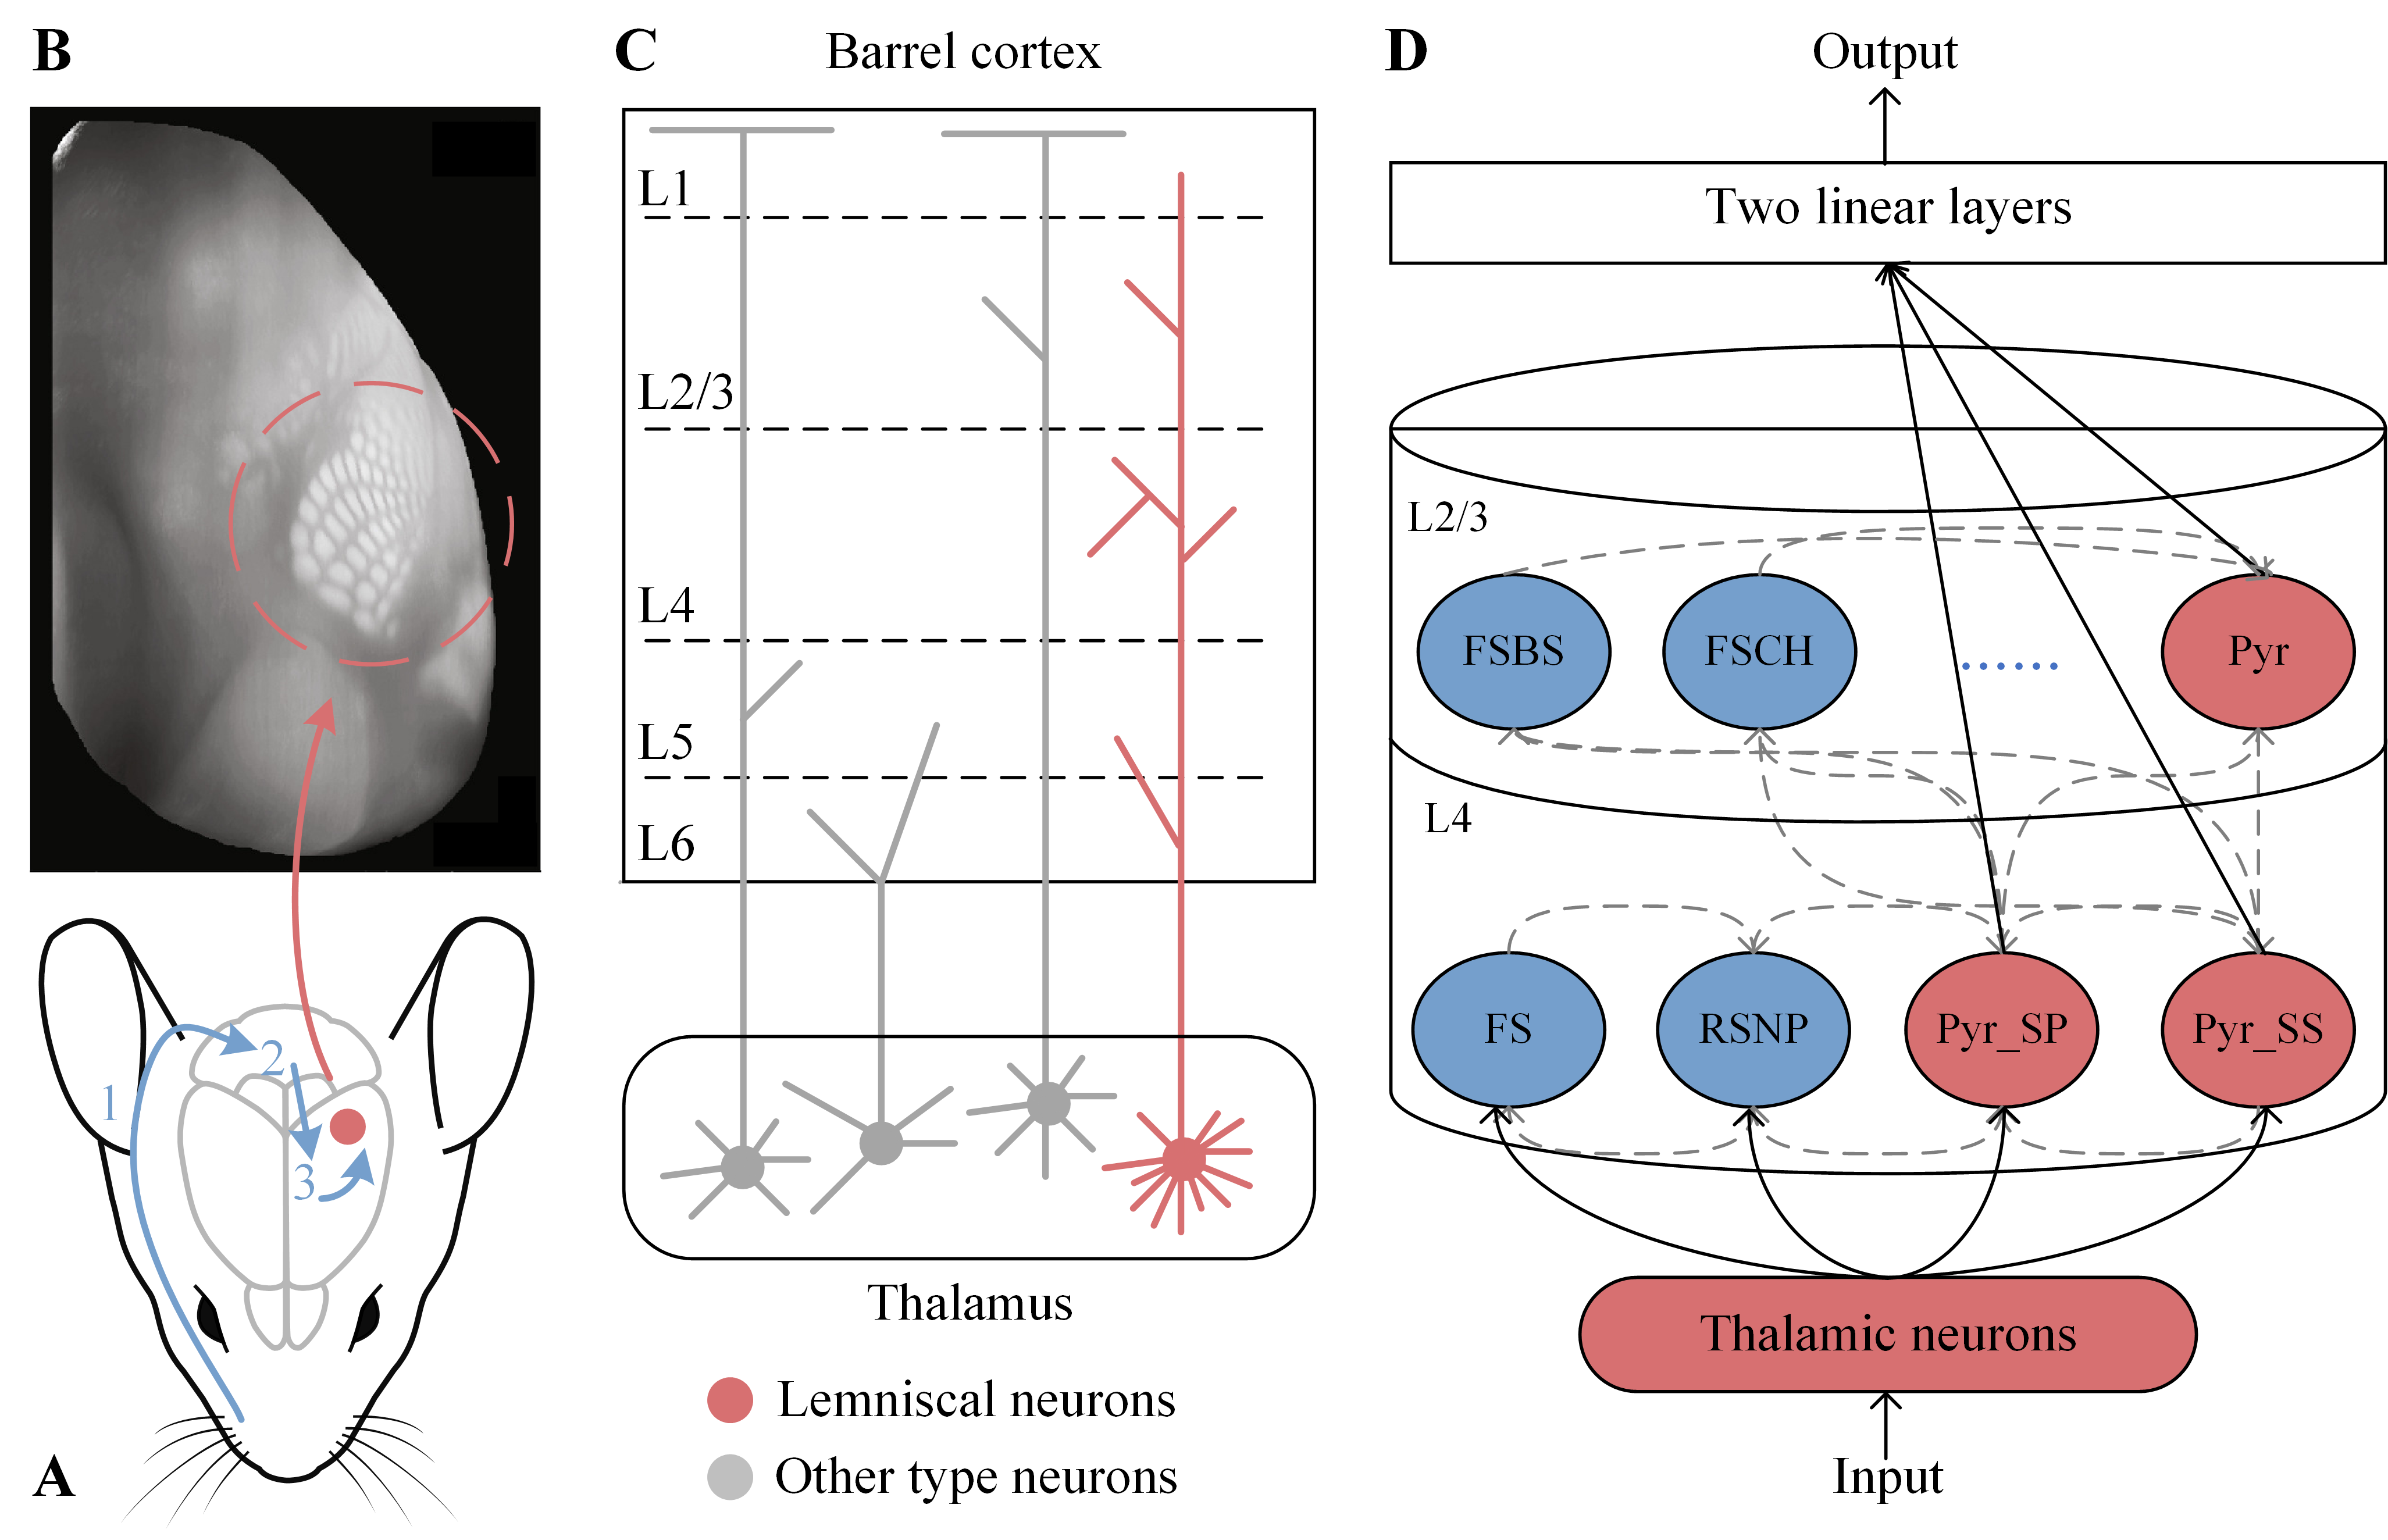 B
1
2
3
A
C
Barrel cortex
L1
L2/3
L4
L5
L6
Thalamus
Lemniscal neurons
Other type neurons
D
Output
Two linear layers
L2/3
FSBS
FSCH
......
Pyr
L4
FS
RSNP
Pyr_SP
Pyr_SS
Thalamic neurons
Input